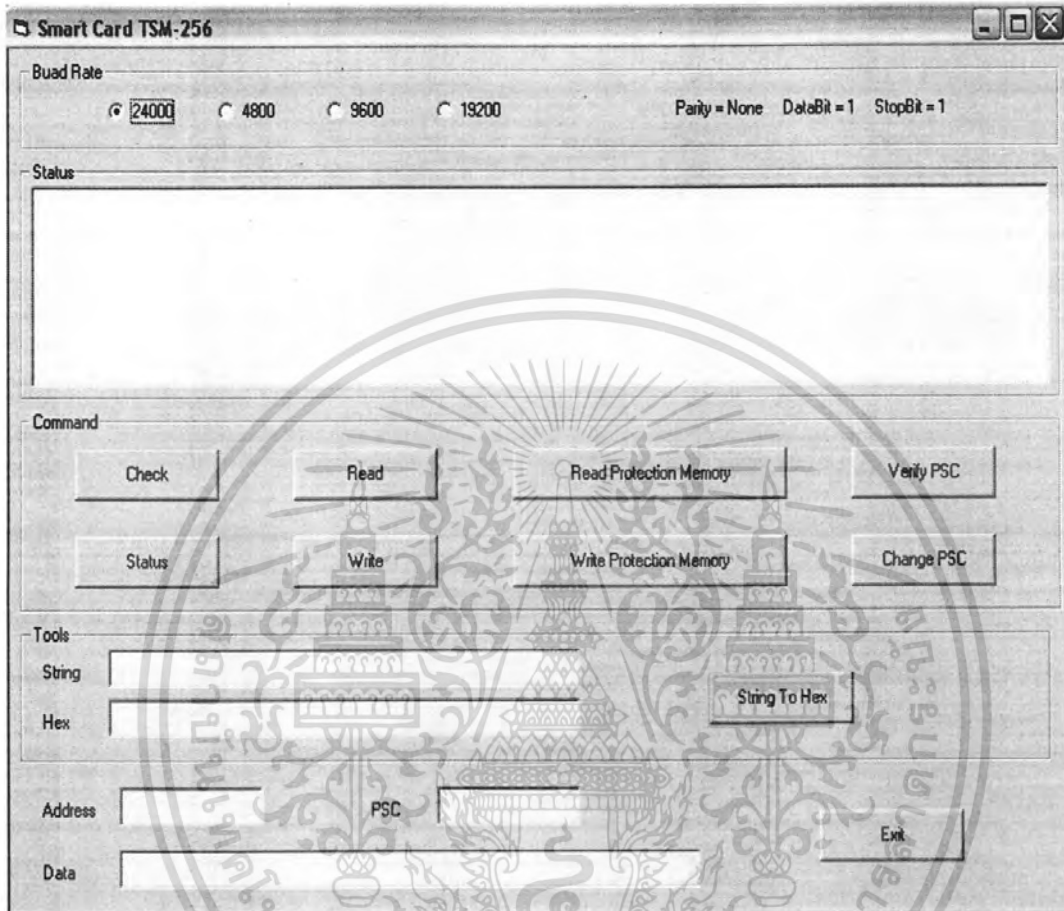 Smart Card TSM-256
Buad Rate
24000 4800 9600 19200 Parity = None DataBit = 1 StopBit = 1
Status
Command
Check Read Read Protection Memory Verify PSC
Status Write Write Protection Memory Change PSC
Tools
String
String To Hex
Hex
Address PSC
Exit
Data